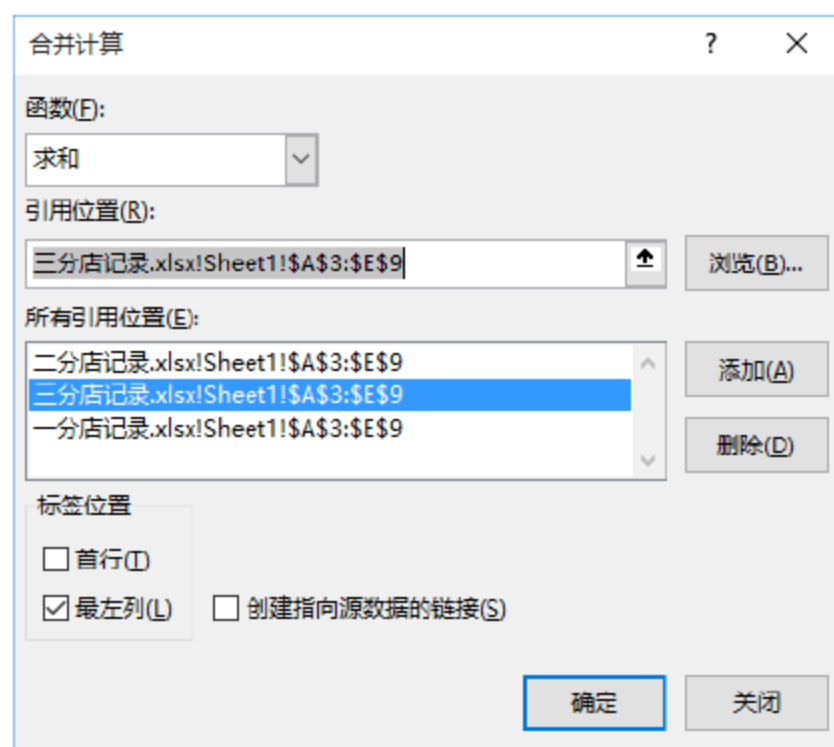 合并计算 ?
函数(F):
求和
引用位置(R):
三分店记录.xlsx!Sheet1!$A$3:$E$9
浏览(B)...
所有引用位置(E):
二分店记录.xlsx!Sheet1!$A$3:$E$9
三分店记录.xlsx!Sheet1!$A$3:$E$9
一分店记录.xlsx!Sheet1!$A$3:$E$9
添加(A)
删除(D)
标签位置
首行(T)
最左列(L) 创建指向源数据的链接(S)
确定 关闭